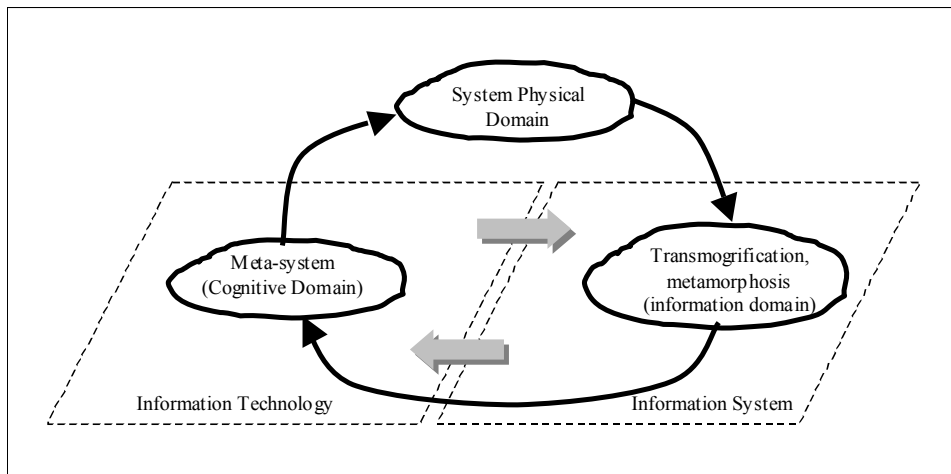 System Physical
Domain
Meta-system
(Cognitive Domain)
Transmogrification,
metamorphosis
(information domain)
Information Technology
Information System